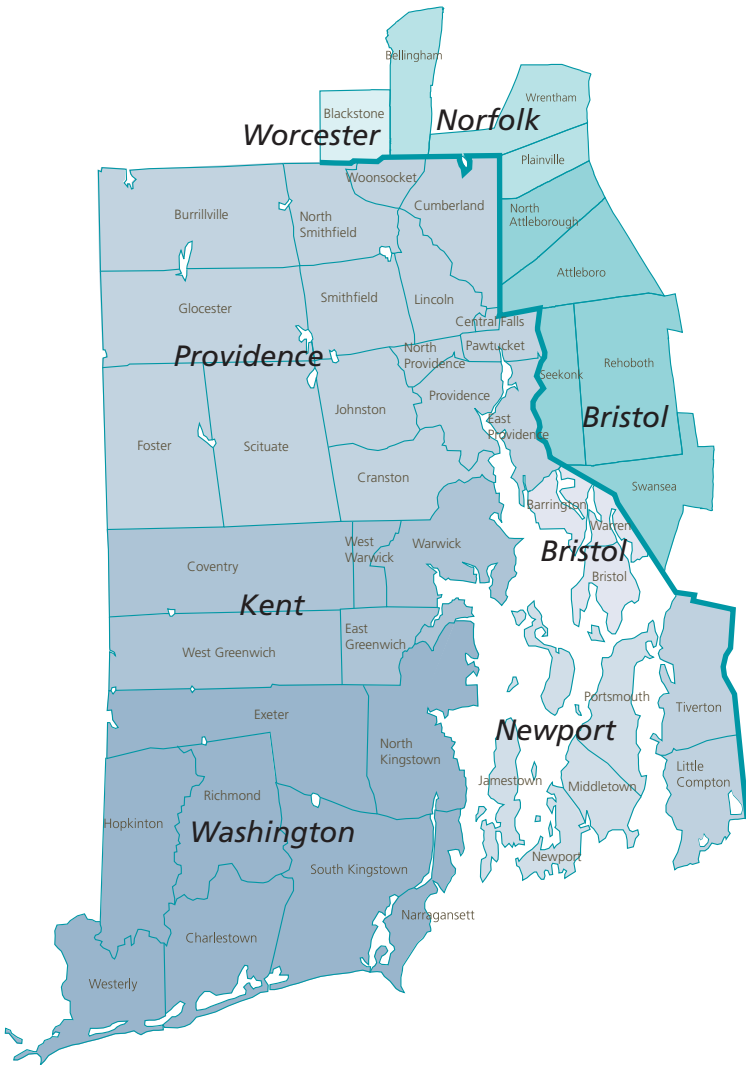 Bellingham
Wrentham
Blackstone
Norfolk
Worcester
Plainville
Woonsocket
Cumberland
Burrillville
North
Smithfield
North
Attleborough
Attleboro
Smithfield
Lincoln
Glocester
Central Falls
Pawtucket
North
Providence
Providence
Seekonk
Rehoboth
Providence
Johnston
East
Providence
Bristol
Foster
Scituate
Cranston
Swansea
Barrington
Warren
West
Warwick
Warwick
Bristol
Coventry
Bristol
Kent
East
Greenwich
West Greenwich
Portsmouth
Tiverton
Exeter
North
Kingstown
Newport
Little
Compton
Jamestown
Middletown
Richmond
Hopkinton
Washington
Newport
South Kingstown
Narragansett
Charlestown
Westerly